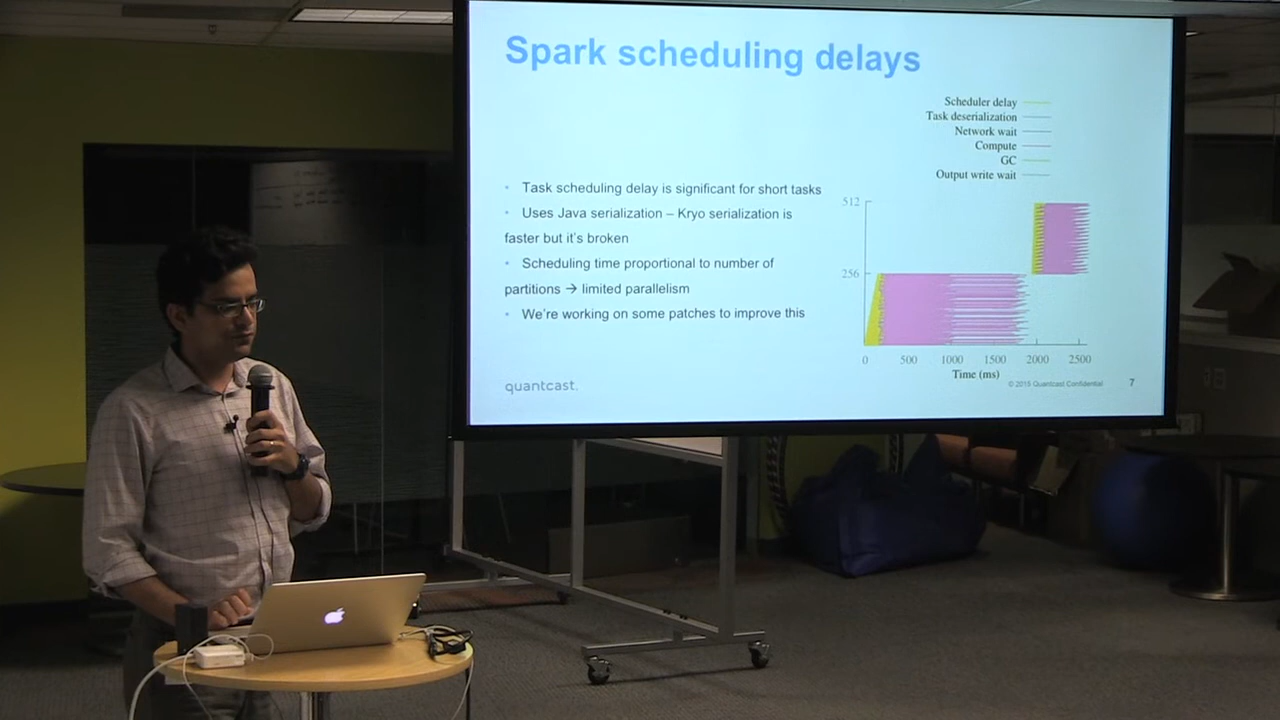 Spark scheduling delays
Scheduler delay
Task deserialization
Network wait
Compute
GC
Output write wait
• Task scheduling delay is significant for short tasks
• Uses Java serialization – Kryo serialization is
faster but it's broken
• Scheduling time proportional to number of
partitions → limited parallelism
• We're working on some patches to improve this
512
256
0 500 1000 1500 2000 2500
Time (ms)
quantcast.
© 2015 Quantcast Confidential
7